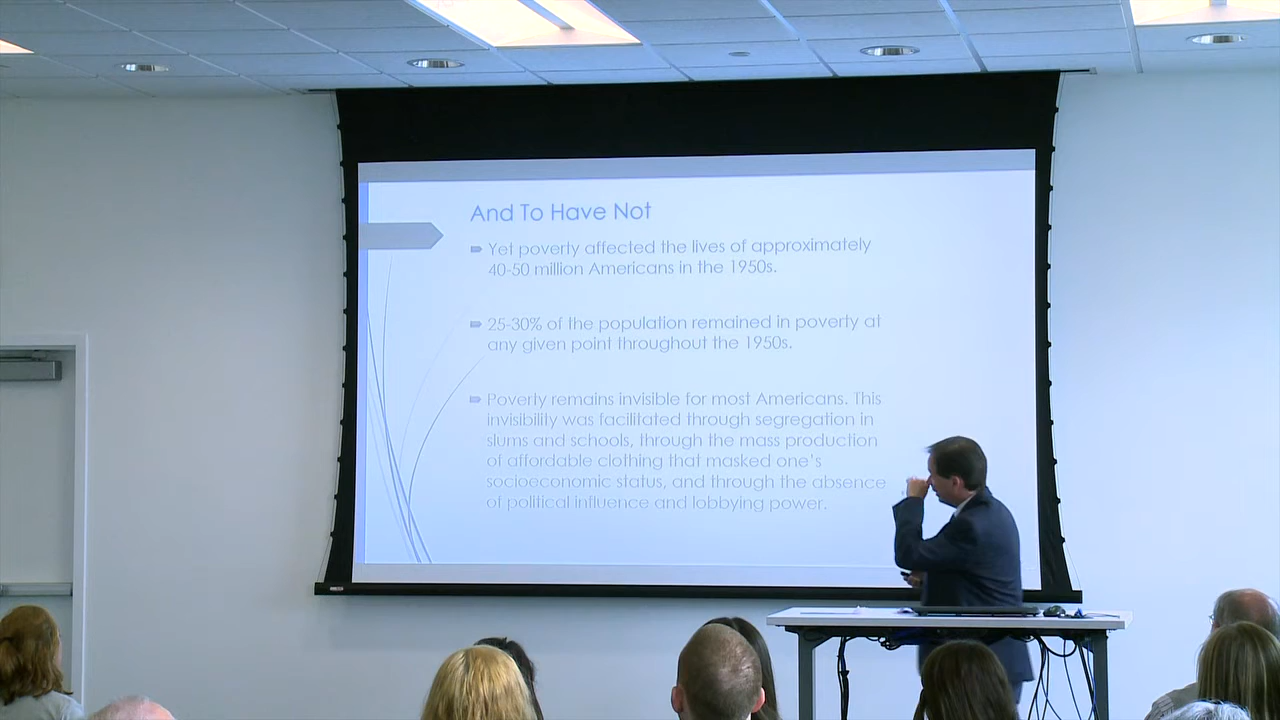 And To Have Not
Yet poverty affected the lives of approximately
40-50 million Americans in the 1950s.
25-30% of the population remained in poverty at
any given point throughout the 1950s.
Poverty remains invisible for most Americans. This
invisibility was facilitated through segregation in
slums and schools, through the mass production
of affordable clothing that masked one's
socioeconomic status, and through the absence
of political influence and lobbying power.